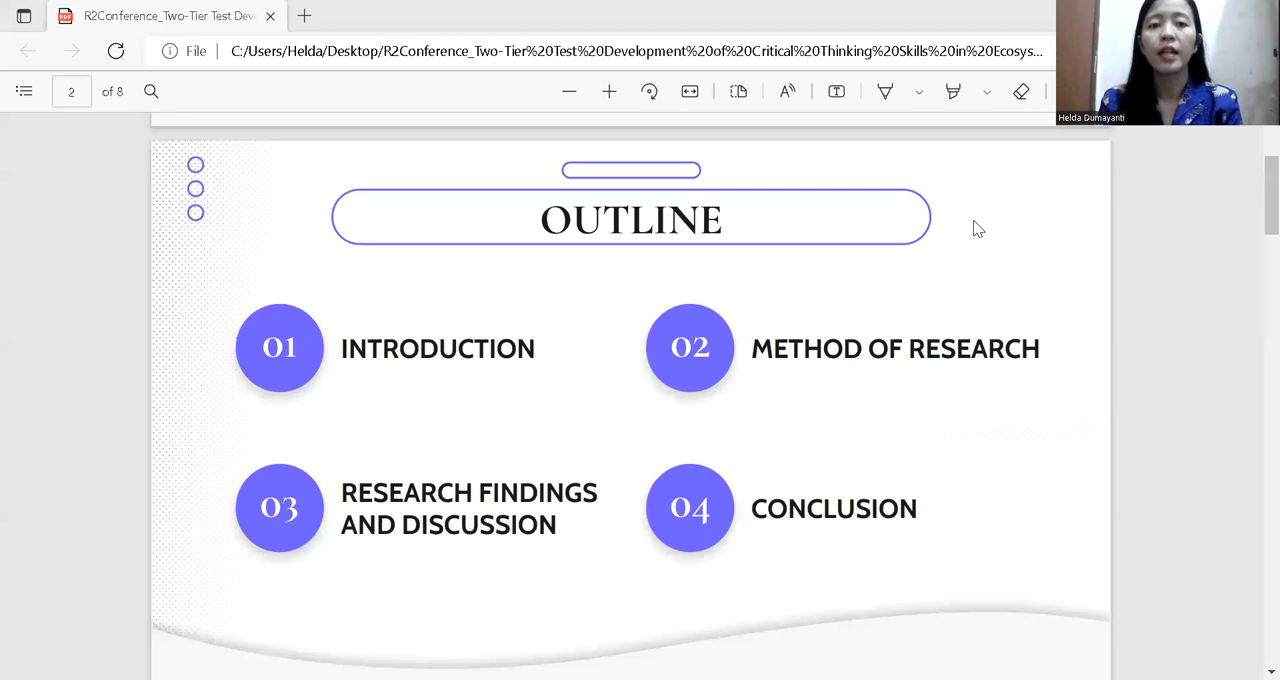 R2Conference_Two-Tier Test Dev
File
C:/Users/Helda/Desktop/R2Conference_Two-Tier%20Test%20Development%20of%20Critical%20Thinking%20Skills%20in%20Ecosys...
2 of 8
Helda Dumayanti
OUTLINE
01 INTRODUCTION
02 METHOD OF RESEARCH
03 RESEARCH FINDINGS
AND DISCUSSION
04 CONCLUSION